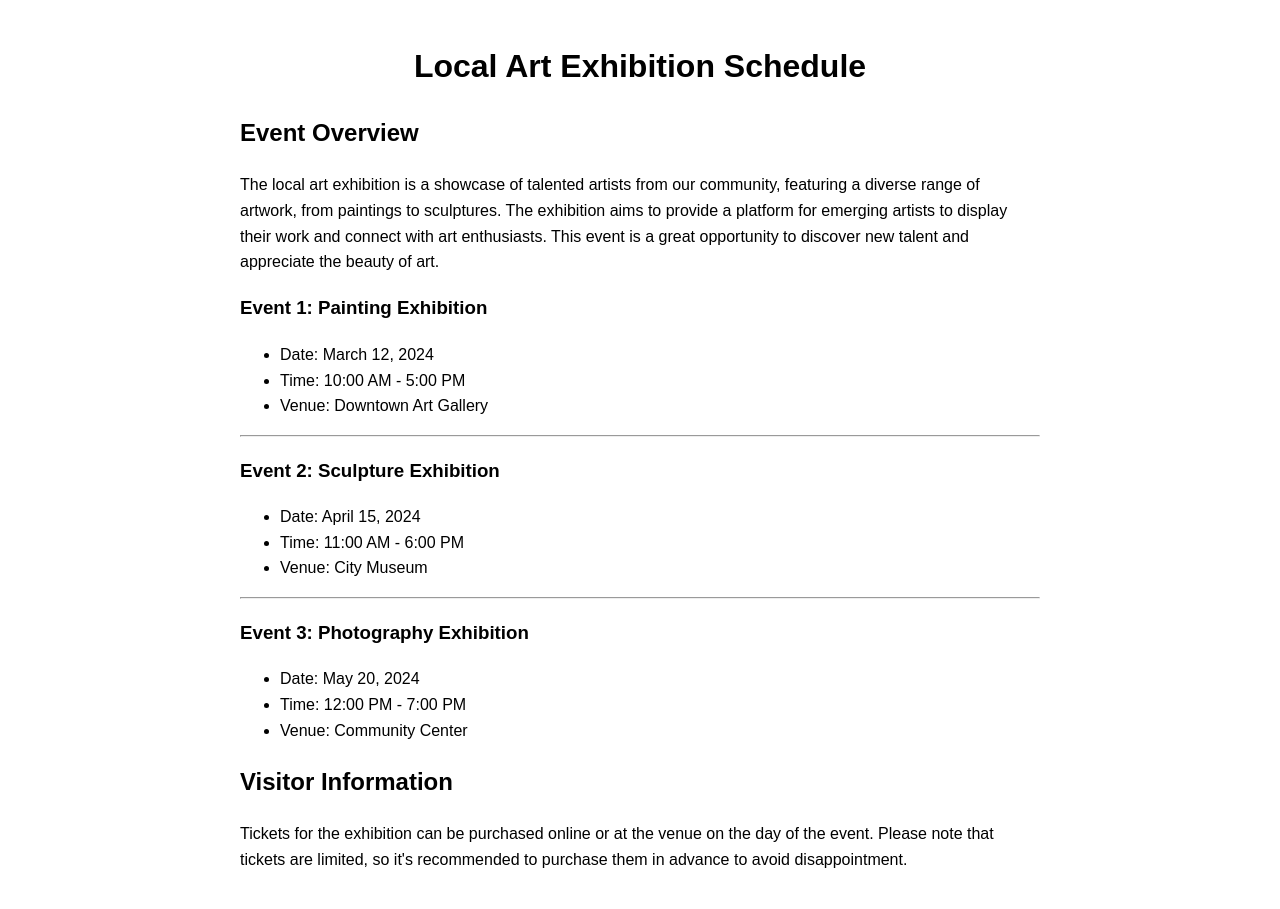 Local Art Exhibition Schedule
Event Overview
The local art exhibition is a showcase of talented artists from our community, featuring a diverse range of
artwork, from paintings to sculptures. The exhibition aims to provide a platform for emerging artists to display
their work and connect with art enthusiasts. This event is a great opportunity to discover new talent and
appreciate the beauty of art.
Event 1: Painting Exhibition
• Date: March 12, 2024
• Time: 10:00 AM - 5:00 PM
• Venue: Downtown Art Gallery
Event 2: Sculpture Exhibition
• Date: April 15, 2024
• Time: 11:00 AM - 6:00 PM
• Venue: City Museum
Event 3: Photography Exhibition
• Date: May 20, 2024
• Time: 12:00 PM - 7:00 PM
• Venue: Community Center
Visitor Information
Tickets for the exhibition can be purchased online or at the venue on the day of the event. Please note that
tickets are limited, so it's recommended to purchase them in advance to avoid disappointment.